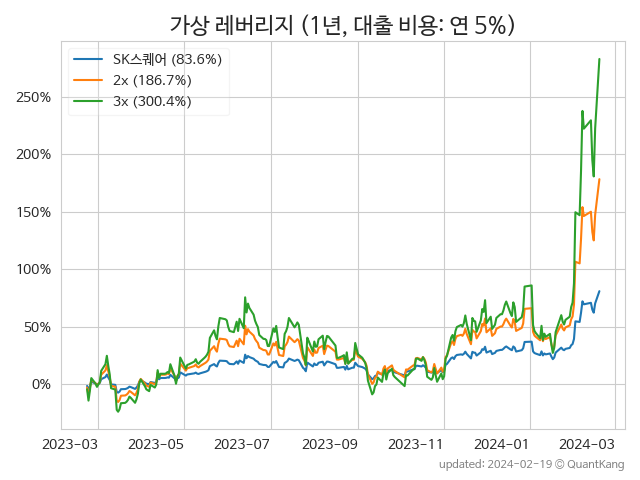 가상 레버리지 (1년, 대출 비용: 연 5%)
SK스퀘어 (83.6%)
2x (186.7%)
3x (300.4%)
250%
200%
150%
100%
50%
0%
2023-03 2023-05 2023-07 2023-09 2023-11 2024-01 2024-03
updated: 2024-02-19 © QuantKang